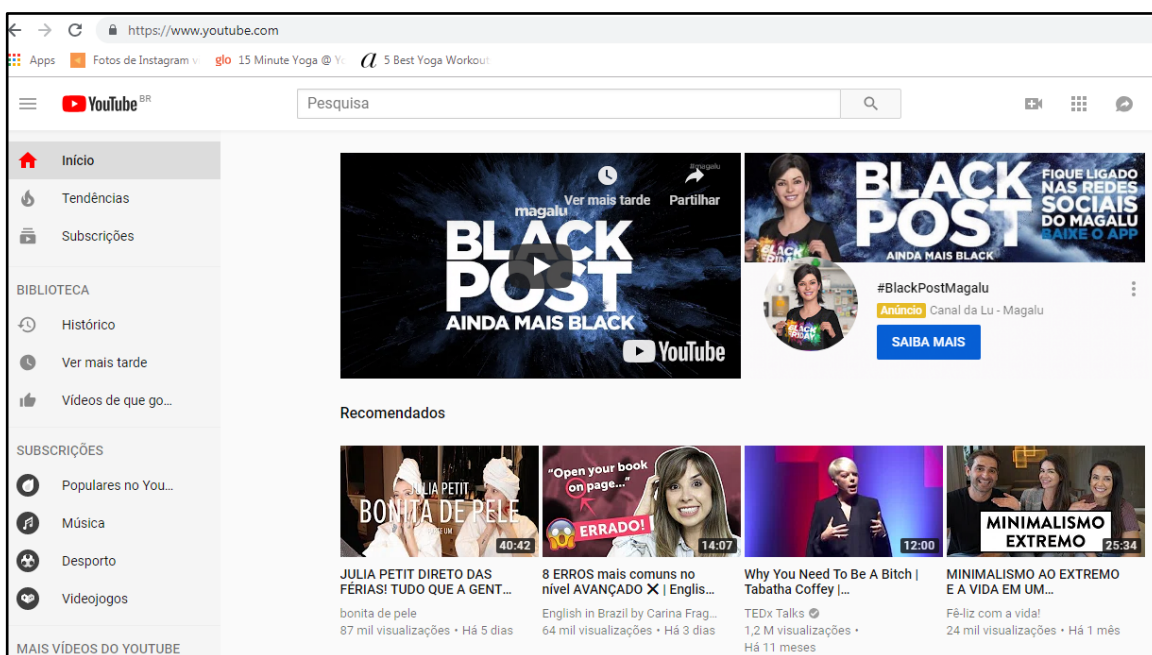 https://www.youtube.com
Apps
Fotos de Instagram v
glo 15 Minute Yoga @ Yo
a 5 Best Yoga Workout
YouTube BR
Pesquisa
Início
Tendências
Subscrições
BIBLIOTECA
Histórico
Ver mais tarde
Vídeos de que go...
SUBSCRIÇÕES
Populares no You...
Música
Desporto
Videojogos
MAIS VÍDEOS DO YOUTUBE
#magalu
Ver mais tarde
Partilhar
magalu
BLACK
POST
AINDA MAIS BLACK
YouTube
BLACK
POST
AINDA MAIS BLACK
FIQUE LIGADO
NAS REDES
SOCIAIS
DO MAGALU
BAIXE O APP
BLACK
FRIDAY
BLACK
FRIDAY
#BlackPostMagalu
Anúncio Canal da Lu - Magalu
SAIBA MAIS
Recomendados
JULIA PETIT
BONITA DE PELE
40:42
JULIA PETIT DIRETO DAS
FÉRIAS! TUDO QUE A GENT...
bonita de pele
87 mil visualizações • Há 5 dias
"Open your book
on page..."
ERRADO!
14:07
8 ERROS mais comuns no
nível AVANÇADO X | Englis...
English in Brazil by Carina Frag...
64 mil visualizações • Há 3 dias
12:00
Why You Need To Be A Bitch |
Tabatha Coffey |...
TEDx Talks
1,2 M visualizações •
Há 11 meses
MINIMALISMO
EXTREMO
25:34
MINIMALISMO AO EXTREMO
E A VIDA EM UM...
Fê-liz com a vida!
24 mil visualizações • Há 1 mês